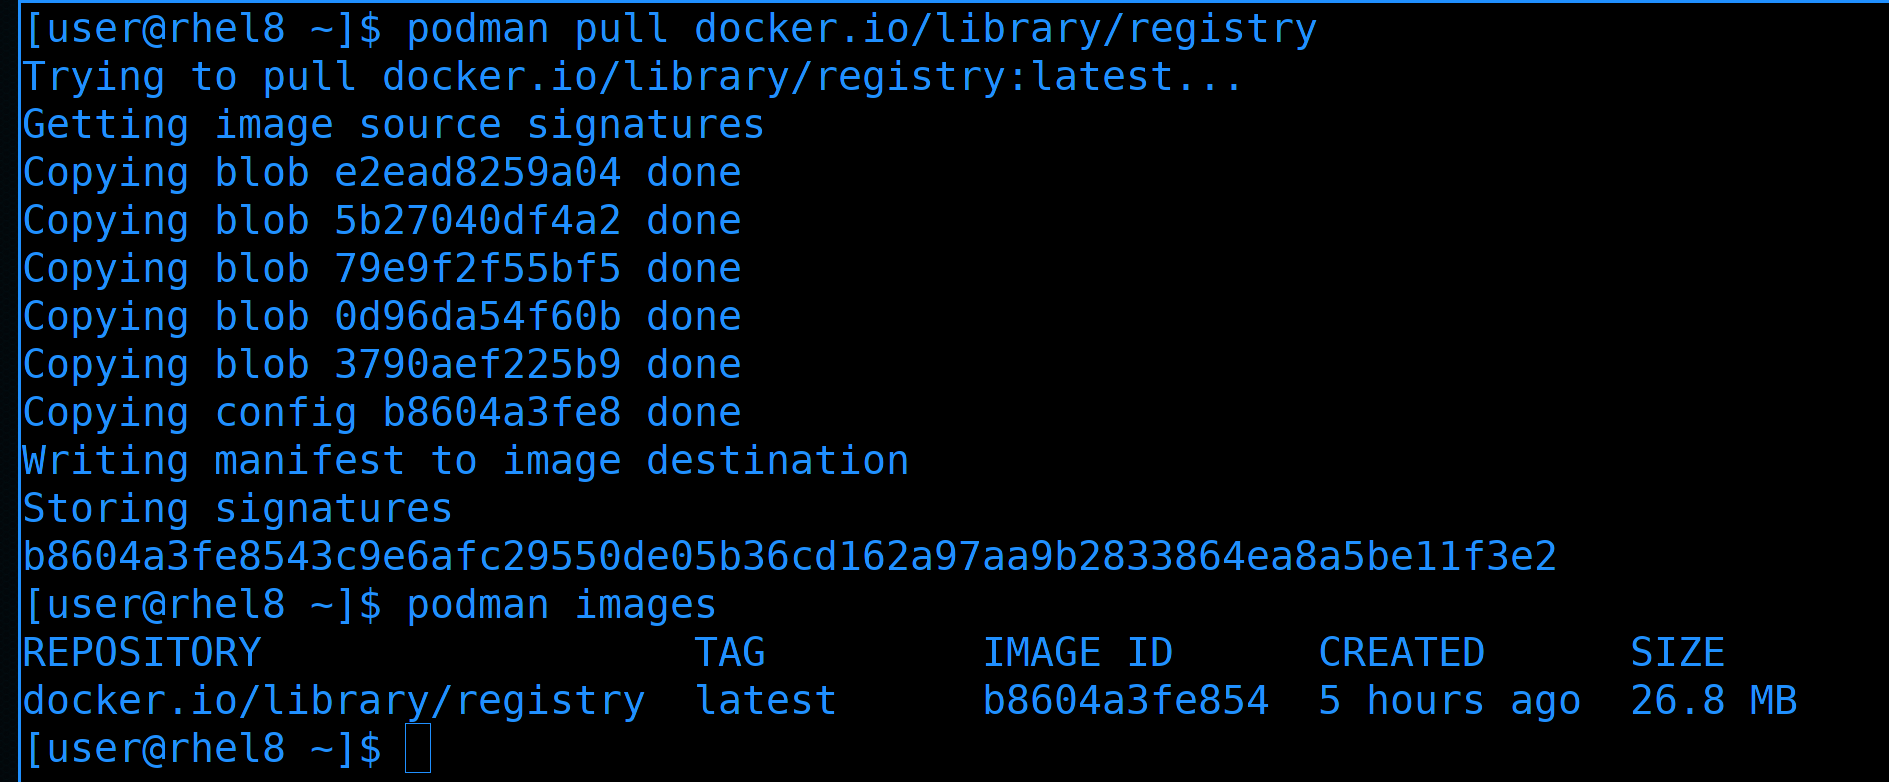 [user@rhel8 ~]$ podman pull docker.io/library/registry
Trying to pull docker.io/library/registry:latest...
Getting image source signatures
Copying blob e2ead8259a04 done
Copying blob 5b27040df4a2 done
Copying blob 79e9f2f55bf5 done
Copying blob 0d96da54f60b done
Copying blob 3790aef225b9 done
Copying config b8604a3fe8 done
Writing manifest to image destination
Storing signatures
b8604a3fe8543c9e6afc29550de05b36cd162a97aa9b2833864ea8a5be11f3e2
[user@rhel8 ~]$ podman images
REPOSITORY                  TAG         IMAGE ID      CREATED      SIZE
docker.io/library/registry  latest      b8604a3fe854  5 hours ago  26.8 MB
[user@rhel8 ~]$